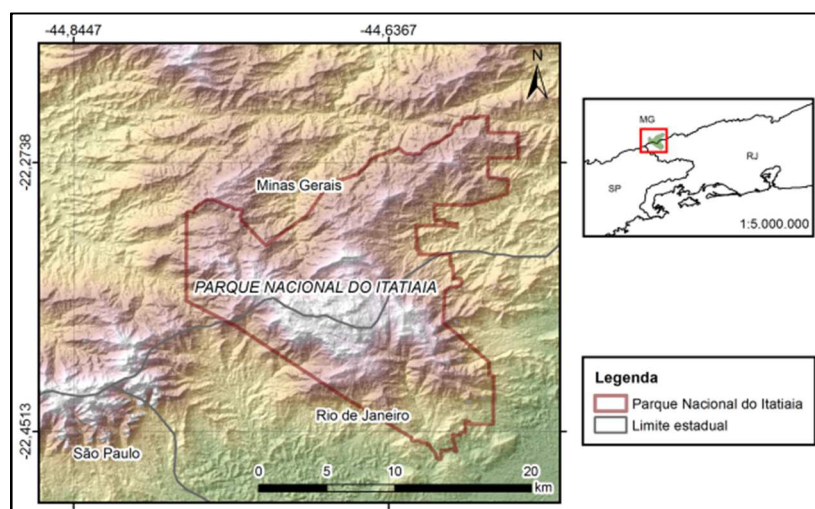 -44,8447
-44,6367
N
-22,2738
Minas Gerais
PARQUE NACIONAL DO ITATIAIA
Rio de Janeiro
-22,4513
São Paulo
0
5
10
20
km
MG
SP
RJ
1:5.000.000
Legenda
Parque Nacional do Itatiaia
Limite estadual